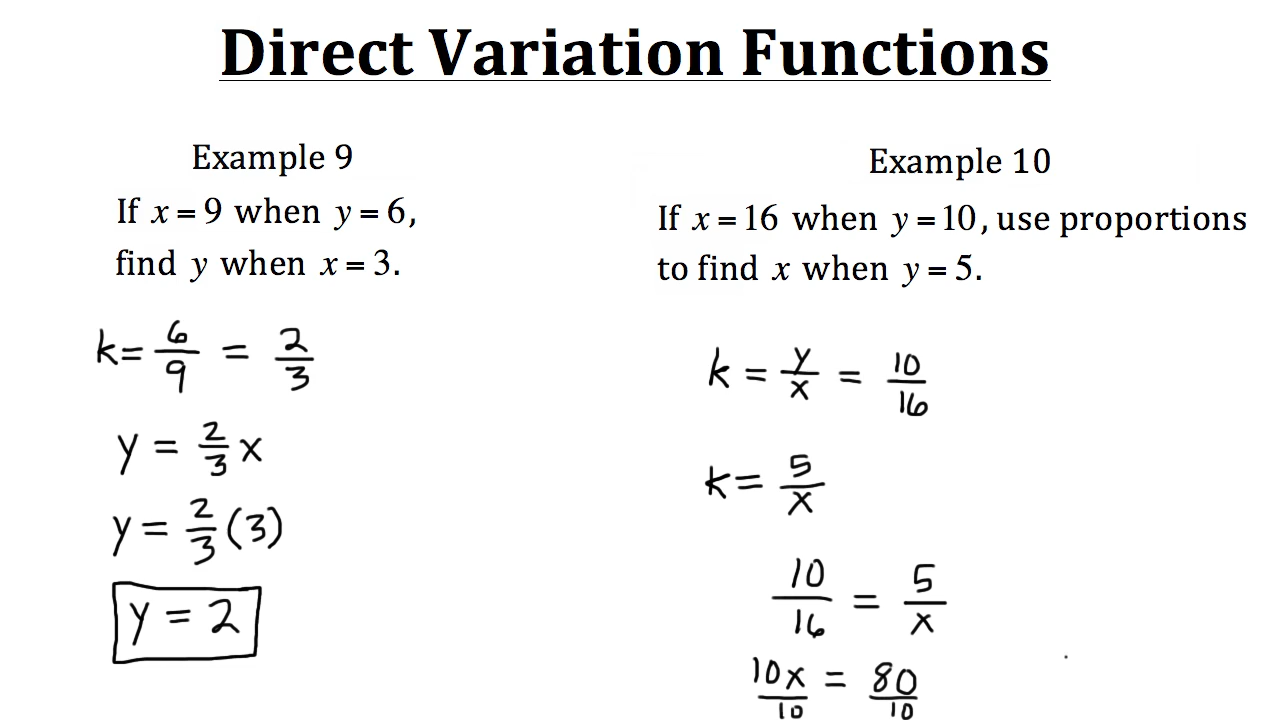 Direct Variation Functions
Example 9
If x = 9 when y = 6,
find y when x = 3.
k = 6/9 = 2/3
y = 2/3 x
y = 2/3 (3)
y = 2
Example 10
If x = 16 when y = 10, use proportions
to find x when y = 5.
k = y/x = 10/16
k = 5/x
10/16 = 5/x
10x/10 = 80/10